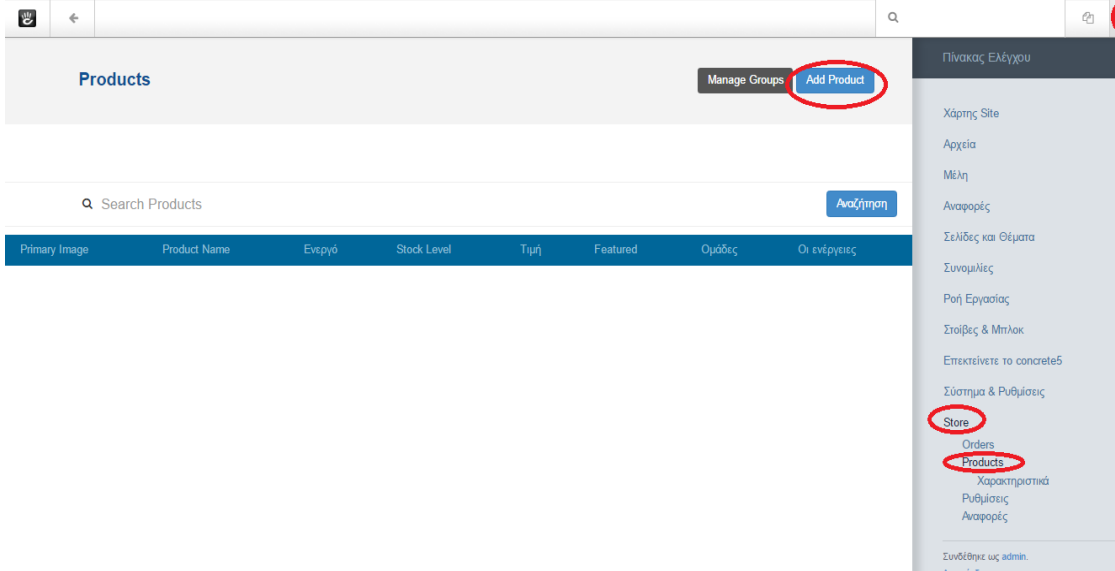 Products
Manage Groups
Add Product
Search Products
Αναζήτηση
Primary Image Product Name Ενεργό Stock Level Τιμή Featured Ομάδες Οι ενέργειες
Πίνακας Ελέγχου
Χάρτης Site
Αρχεία
Μέλη
Αναφορές
Σελίδες και Θέματα
Συνομιλίες
Ροή Εργασίας
Στοίβες & Μπλοκ
Επεκτείνετε το concrete5
Σύστημα & Ρυθμίσεις
Store
Orders
Products
Χαρακτηριστικά
Ρυθμίσεις
Αναφορές
Συνδέθηκε ως admin.